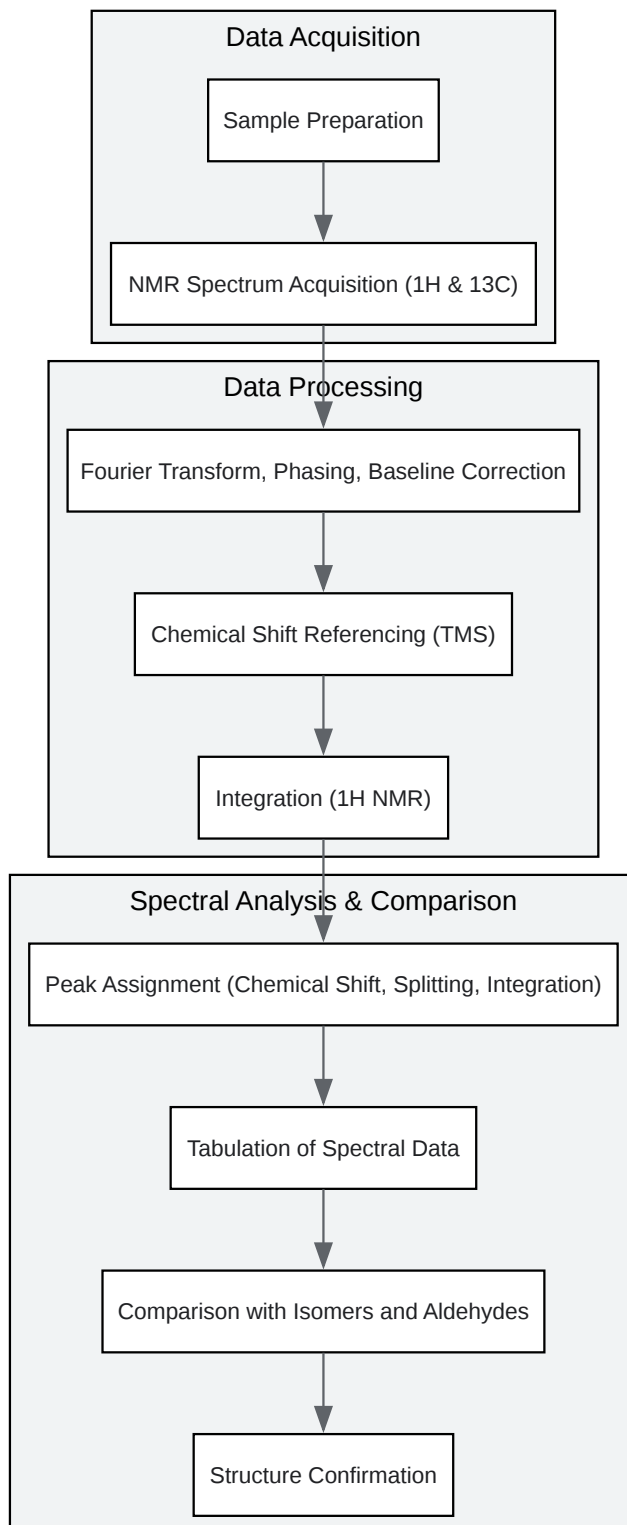 Data Acquisition
Sample Preparation
NMR Spectrum Acquisition (1H & 13C)
Data Processing
Fourier Transform, Phasing, Baseline Correction
Chemical Shift Referencing (TMS)
Integration (1H NMR)
Spectral Analysis & Comparison
Peak Assignment (Chemical Shift, Splitting, Integration)
Tabulation of Spectral Data
Comparison with Isomers and Aldehydes
Structure Confirmation